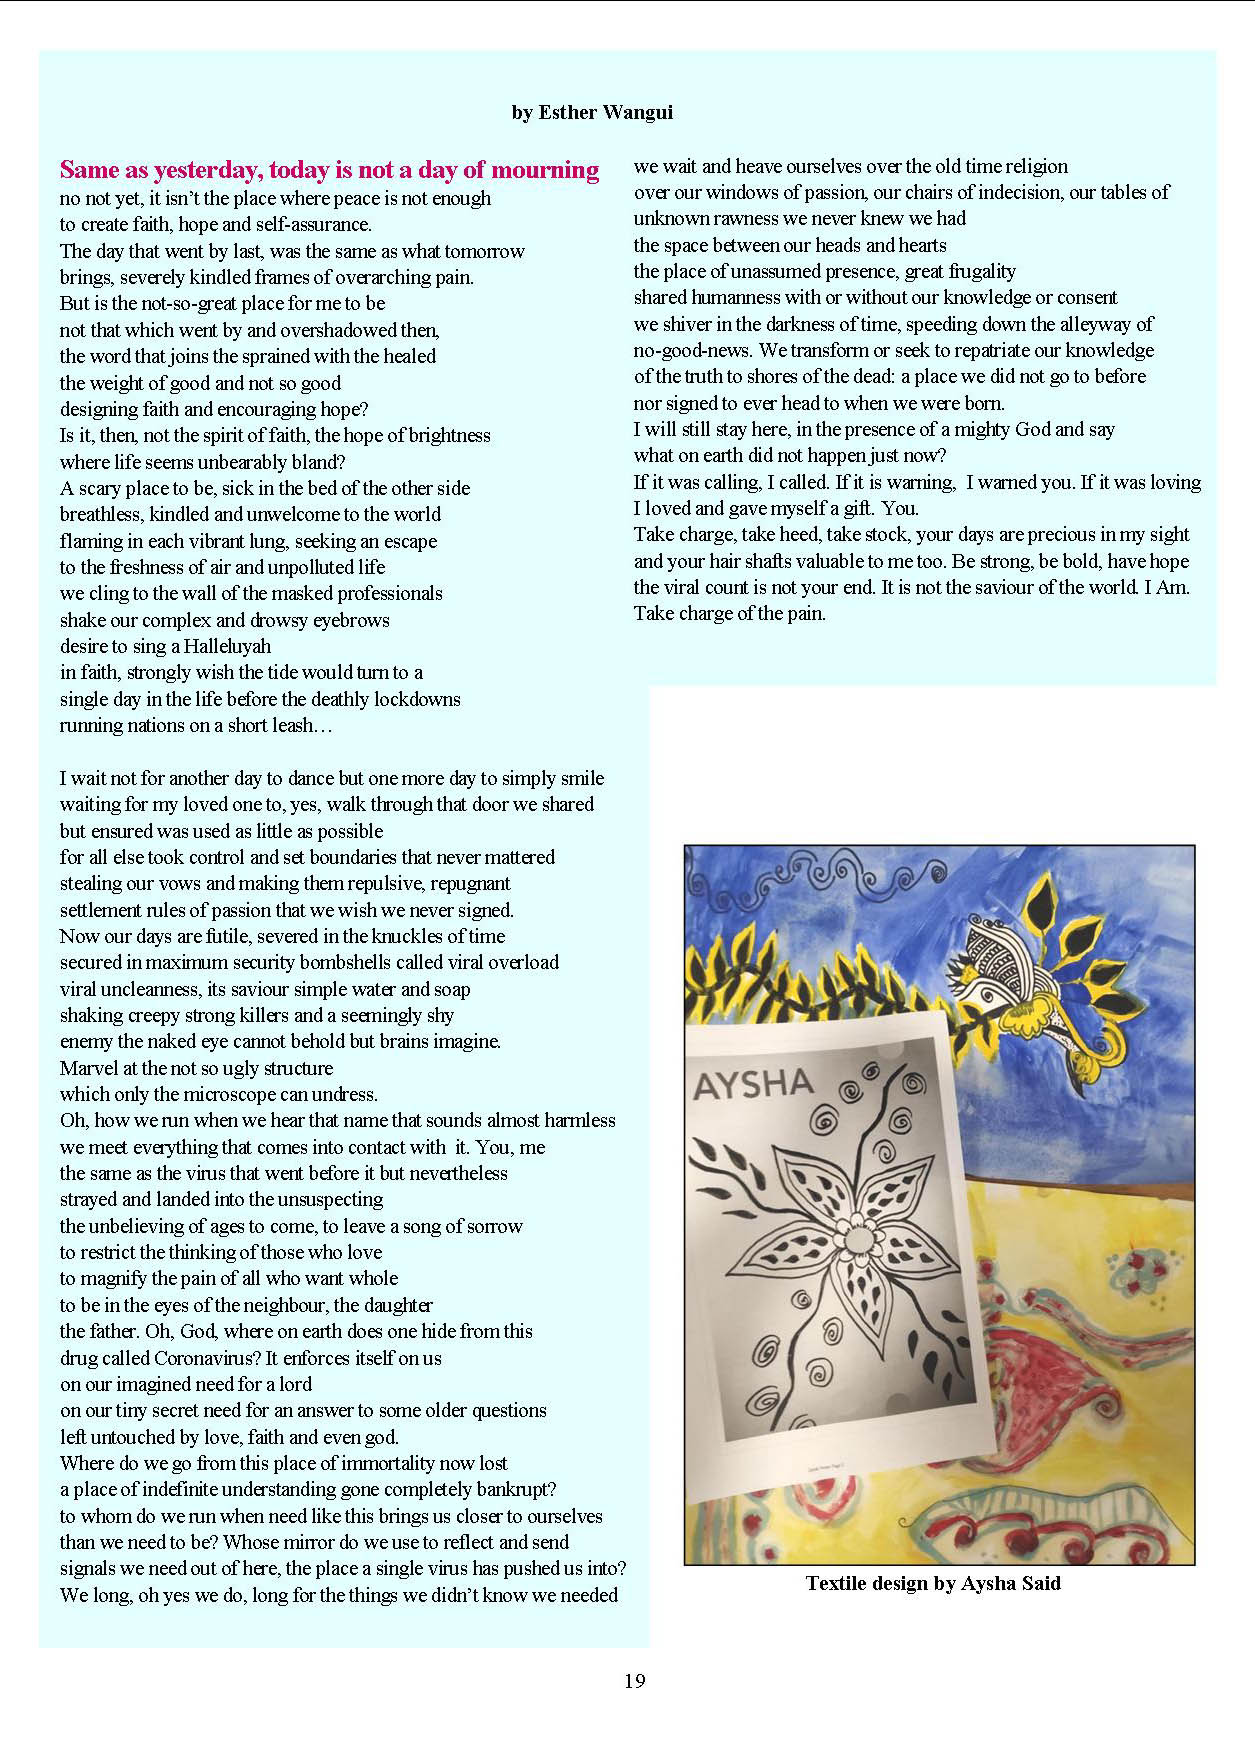 by Esther Wangui
Same as yesterday, today is not a day of mourning
no not yet, it isn’t the place where peace is not enough
to create faith, hope and self-assurance.
The day that went by last, was the same as what tomorrow
brings, severely kindled frames of overarching pain.
But is the not-so-great place for me to be
not that which went by and overshadowed then,
the word that joins the sprained with the healed
the weight of good and not so good
designing faith and encouraging hope?
Is it, then, not the spirit of faith, the hope of brightness
where life seems unbearably bland?
A scary place to be, sick in the bed of the other side
breathless, kindled and unwelcome to the world
flaming in each vibrant lung, seeking an escape
to the freshness of air and unpolluted life
we cling to the wall of the masked professionals
shake our complex and drowsy eyebrows
desire to sing a Halleluyah
in faith, strongly wish the tide would turn to a
single day in the life before the deathly lockdowns
running nations on a short leash…
I wait not for another day to dance but one more day to simply smile
waiting for my loved one to, yes, walk through that door we shared
but ensured was used as little as possible
for all else took control and set boundaries that never mattered
stealing our vows and making them repulsive, repugnant
settlement rules of passion that we wish we never signed.
Now our days are futile, severed in the knuckles of time
secured in maximum security bombshells called viral overload
viral uncleanness, its saviour simple water and soap
shaking creepy strong killers and a seemingly shy
enemy the naked eye cannot behold but brains imagine.
Marvel at the not so ugly structure
which only the microscope can undress.
Oh, how we run when we hear that name that sounds almost harmless
we meet everything that comes into contact with  it. You, me
the same as the virus that went before it but nevertheless
strayed and landed into the unsuspecting
the unbelieving of ages to come, to leave a song of sorrow
to restrict the thinking of those who love
to magnify the pain of all who want whole
to be in the eyes of the neighbour, the daughter
the father. Oh, God, where on earth does one hide from this
drug called Coronavirus? It enforces itself on us
on our imagined need for a lord
on our tiny secret need for an answer to some older questions
left untouched by love, faith and even god.
Where do we go from this place of immortality now lost
a place of indefinite understanding gone completely bankrupt?
to whom do we run when need like this brings us closer to ourselves
than we need to be? Whose mirror do we use to reflect and send
signals we need out of here, the place a single virus has pushed us into?
We long, oh yes we do, long for the things we didn’t know we needed
we wait and heave ourselves over the old time religion
over our windows of passion, our chairs of indecision, our tables of
unknown rawness we never knew we had
the space between our heads and hearts
the place of unassumed presence, great frugality
shared humanness with or without our knowledge or consent
we shiver in the darkness of time, speeding down the alleyway of
no-good-news. We transform or seek to repatriate our knowledge
of the truth to shores of the dead: a place we did not go to before
nor signed to ever head to when we were born.
I will still stay here, in the presence of a mighty God and say
what on earth did not happen just now?
If it was calling, I called. If it is warning,  I warned you. If it was loving
I loved and gave myself a gift. You.
Take charge, take heed, take stock, your days are precious in my sight
and your hair shafts valuable to me too. Be strong, be bold, have hope
the viral count is not your end. It is not the saviour of the world. I Am.
Take charge of the pain.
AYSHA
Textile design by Aysha Said
19